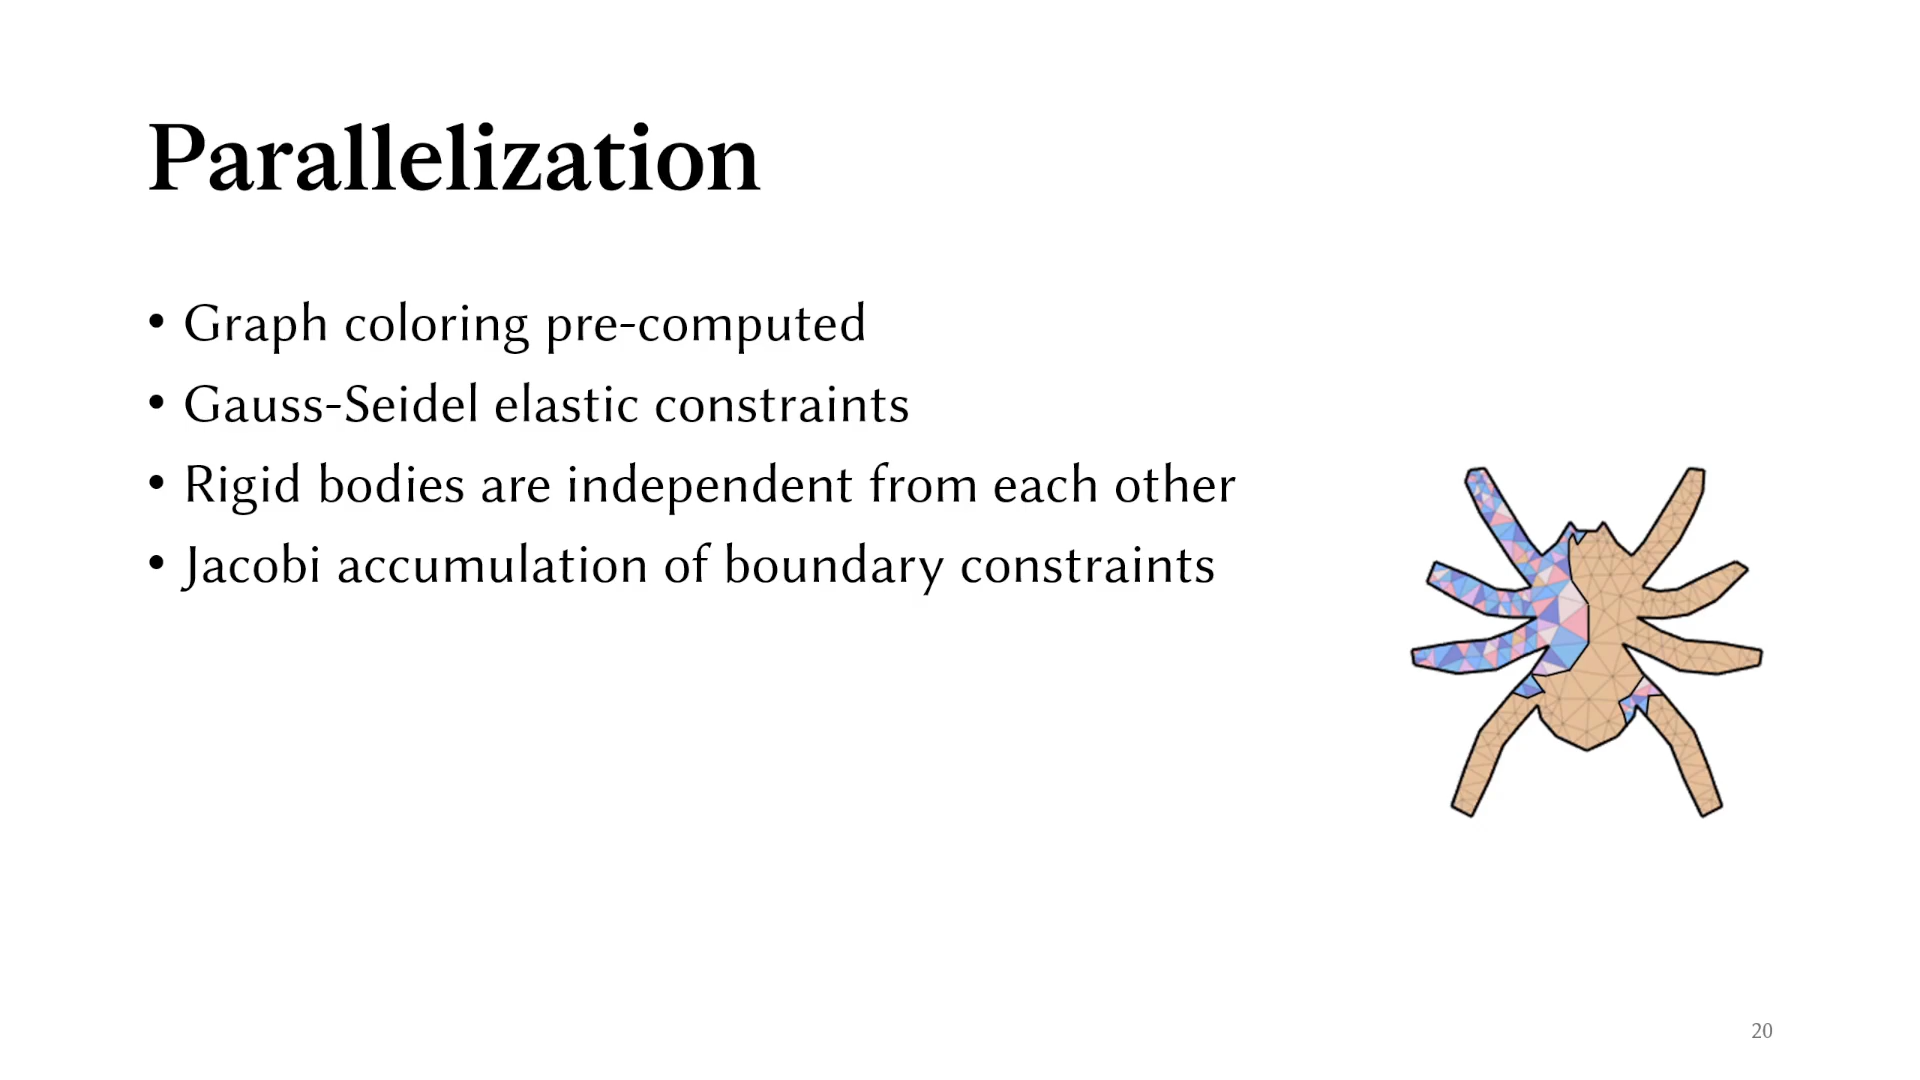 Parallelization
• Graph coloring pre-computed
• Gauss-Seidel elastic constraints
• Rigid bodies are independent from each other
• Jacobi accumulation of boundary constraints
20